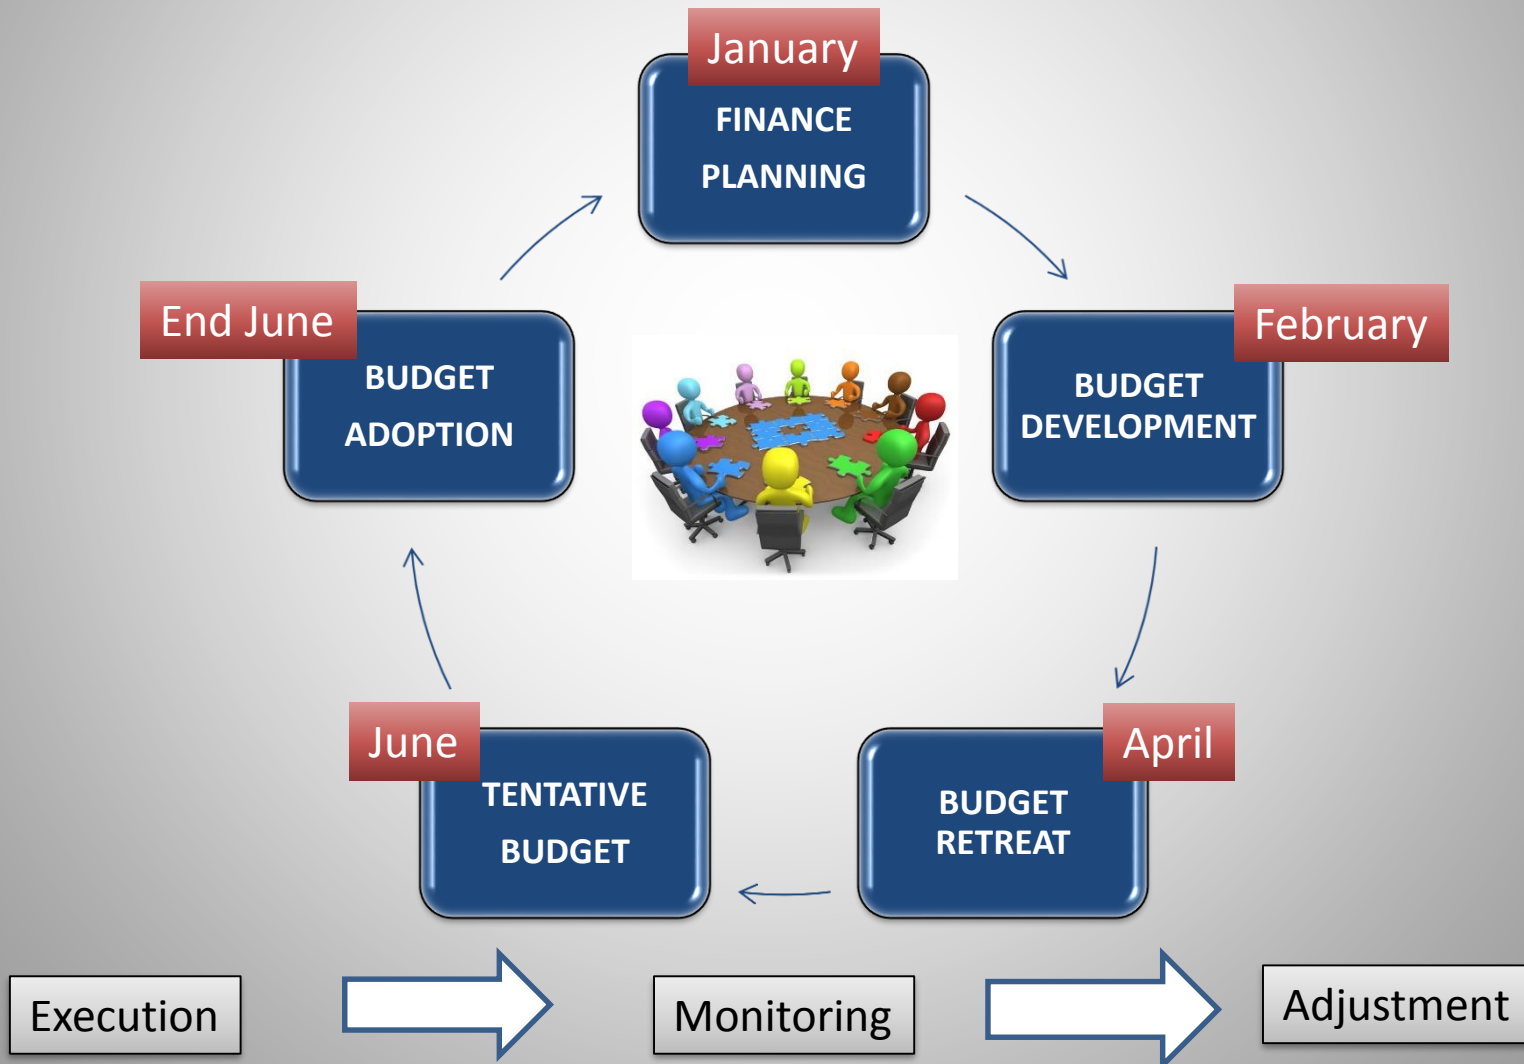 January
FINANCE
PLANNING
End June
BUDGET
ADOPTION
February
BUDGET
DEVELOPMENT
June
TENTATIVE
BUDGET
April
BUDGET
RETREAT
Execution
Monitoring
Adjustment